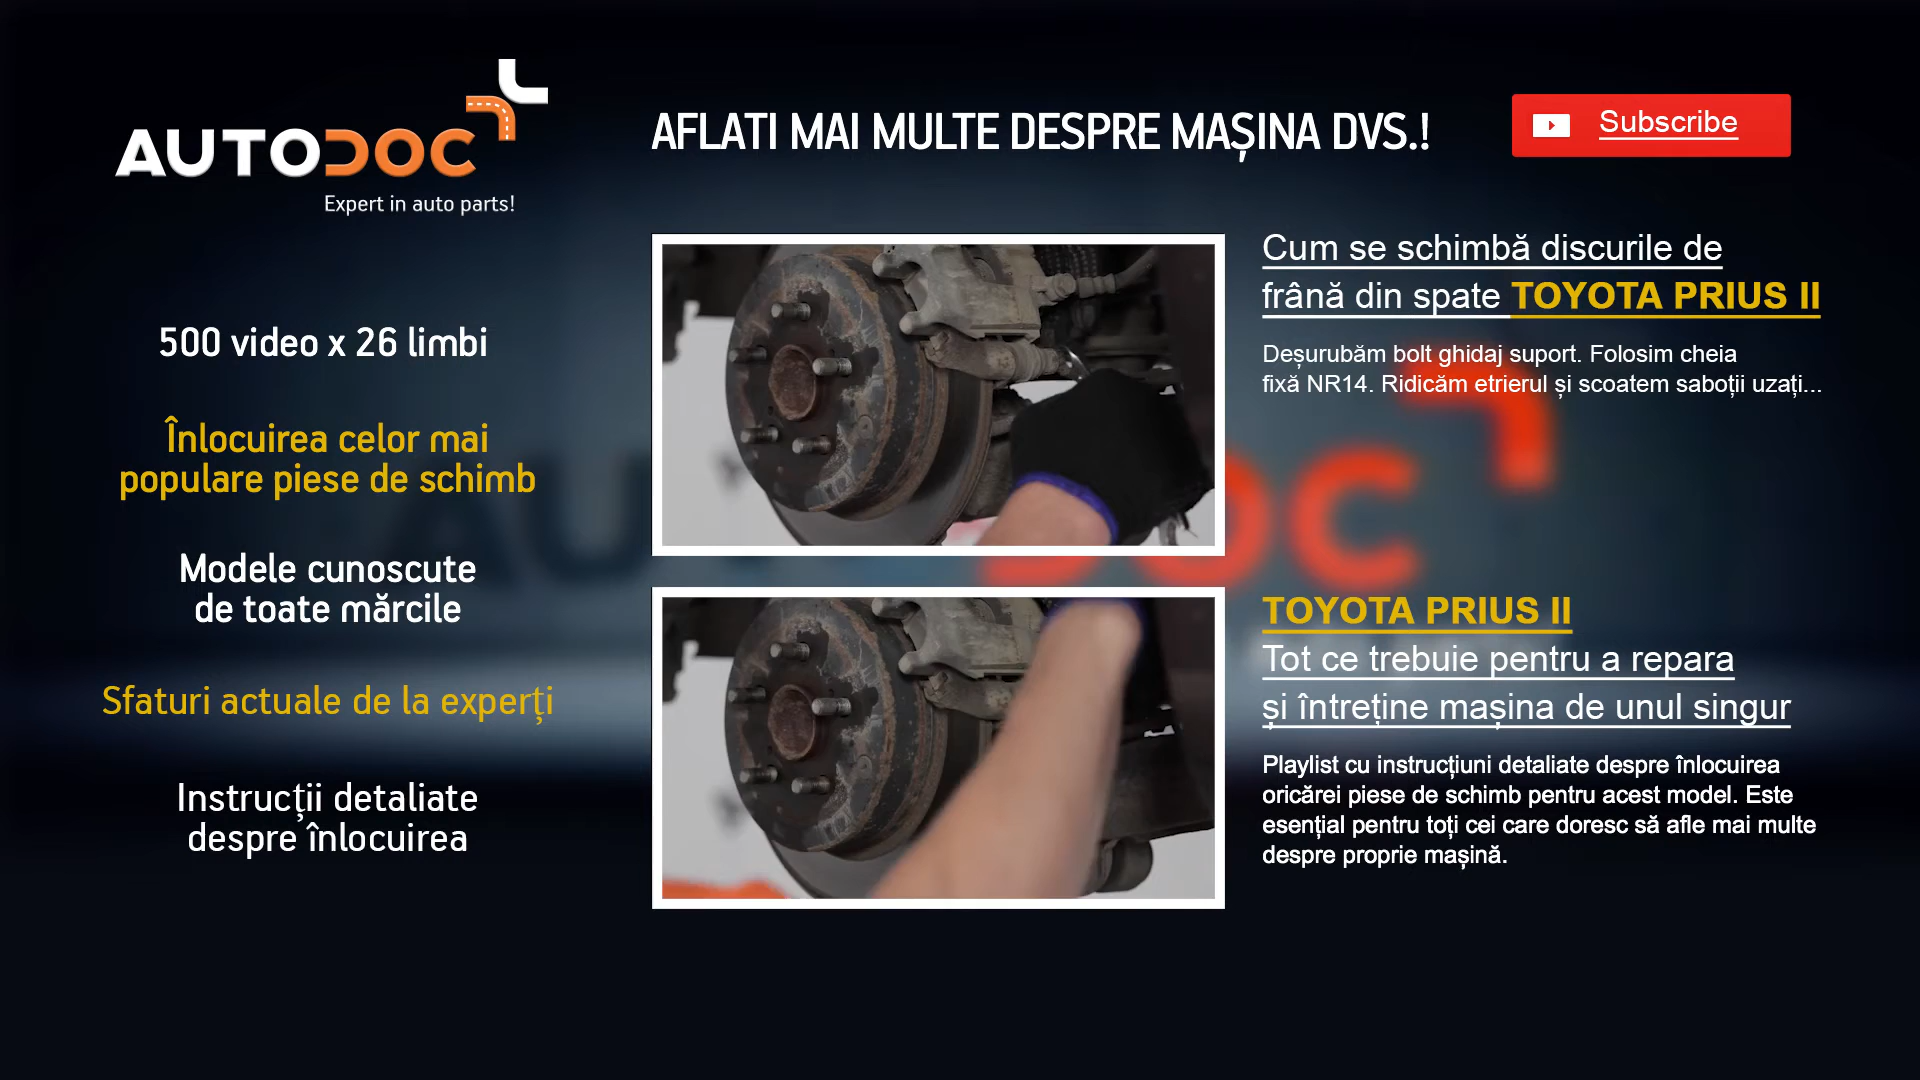 AUTODOC
Expert in auto parts!
AFLATI MAI MULTE DESPRE MAȘINA DVS.!
Subscribe
500 video x 26 limbi
Înlocuirea celor mai
populare piese de schimb
Modele cunoscute
de toate mărcile
Sfaturi actuale de la experți
Instrucții detaliate
despre înlocuirea
Cum se schimbă discurile de
frână din spate TOYOTA PRIUS II
Deșurubăm bolt ghidaj suport. Folosim cheia
fixă NR14. Ridicăm etrierul și scoatem saboții uzați...
TOYOTA PRIUS II
Tot ce trebuie pentru a repara
și întreține mașina de unul singur
Playlist cu instrucțiuni detaliate despre înlocuirea
oricărei piese de schimb pentru acest model. Este
esențial pentru toți cei care doresc să afle mai multe
despre proprie mașină.